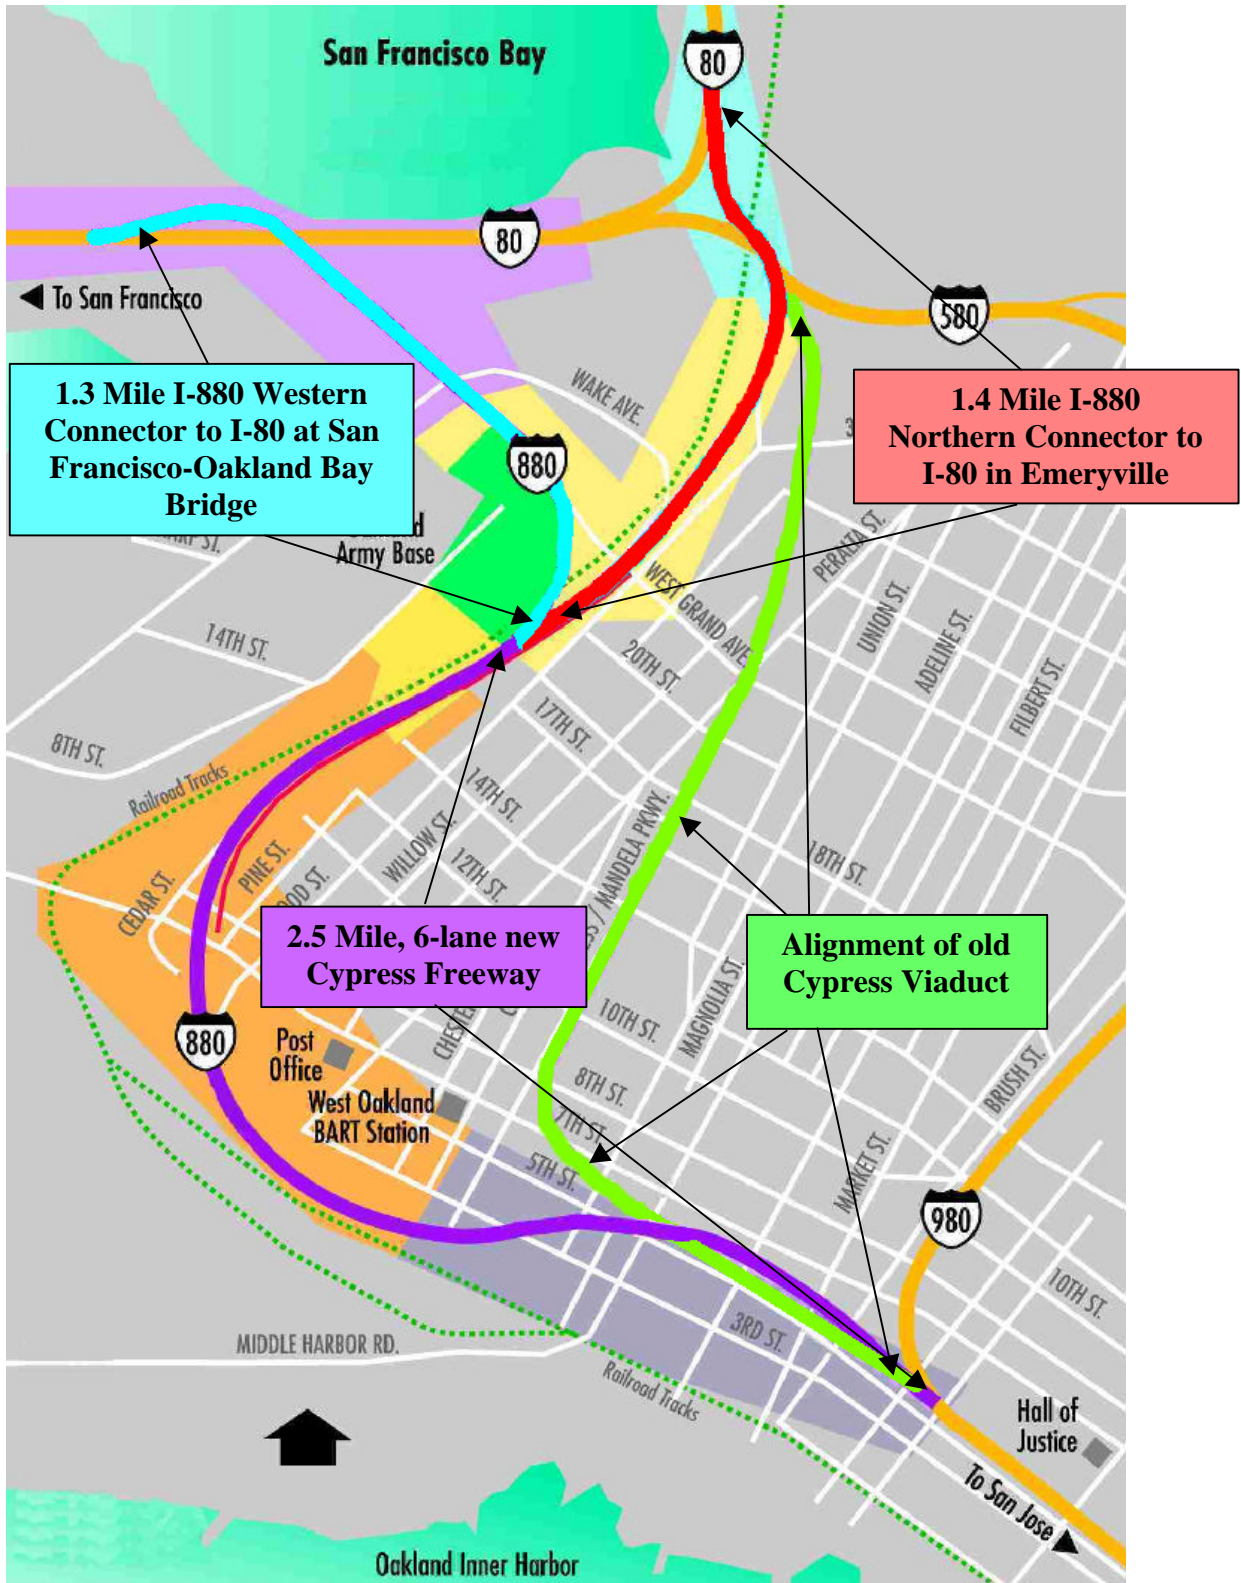 San Francisco Bay
80
80
To San Francisco
580
1.3 Mile I-880 Western
Connector to I-80 at San
Francisco-Oakland Bay
Bridge
1.4 Mile I-880
Northern Connector to
I-80 in Emeryville
WAKE AVE.
880
Army Base
ST.
PERALTA ST.
UNION ST.
ADELINE ST.
FILBERT ST.
WEST GRAND AVE.
20TH ST.
14TH ST.
17TH ST.
8TH ST.
Railroad Tracks
14TH ST.
WILLOW ST.
12TH ST.
/ MANDELA PKWY.
18TH ST.
CEDAR ST.
PINE ST.
OOD ST.
2.5 Mile, 6-lane new
Cypress Freeway
Alignment of old
Cypress Viaduct
MAGNOLIA ST.
10TH ST.
CHESTE
880
Post
Office
8TH ST.
BRUSH ST.
West Oakland
BART Station
7TH ST.
5TH ST.
MARKET ST.
980
10TH ST.
3RD ST.
MIDDLE HARBOR RD.
Railroad Tracks
Hall of
Justice
To San Jose
Oakland Inner Harbor